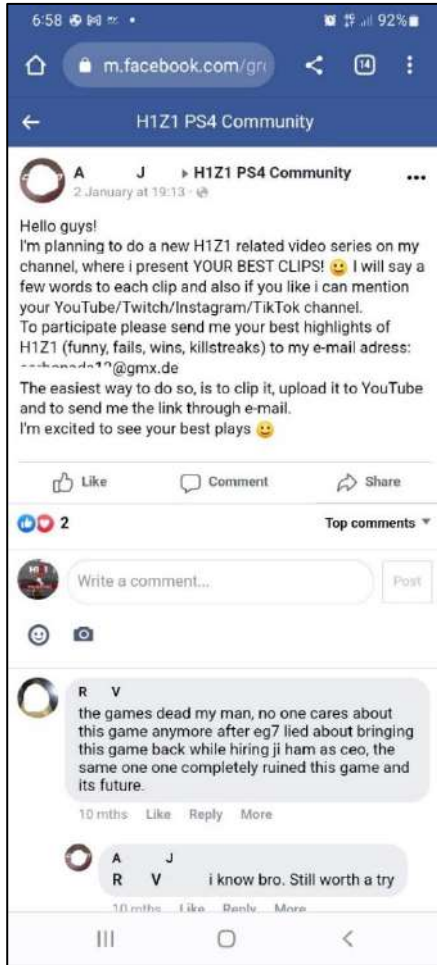 6:58
92%
m.facebook.com/gr
14
H1Z1 PS4 Community
A J ▸ H1Z1 PS4 Community
2 January at 19:13 ·
Hello guys!
I'm planning to do a new H1Z1 related video series on my
channel, where i present YOUR BEST CLIPS! 🙂 I will say a
few words to each clip and also if you like i can mention
your YouTube/Twitch/Instagram/TikTok channel.
To participate please send me your best highlights of
H1Z1 (funny, fails, wins, killstreaks) to my e-mail adress:
@gmx.de
The easiest way to do so, is to clip it, upload it to YouTube
and to send me the link through e-mail.
I'm excited to see your best plays 🙂
Like Comment Share
2 Top comments
Write a comment... Post
R V
the games dead my man, no one cares about
this game anymore after eg7 lied about bringing
this game back while hiring ji ham as ceo, the
same one one completely ruined this game and
its future.
10 mths Like Reply More
A J
R V i know bro. Still worth a try
10 mths Like Reply More